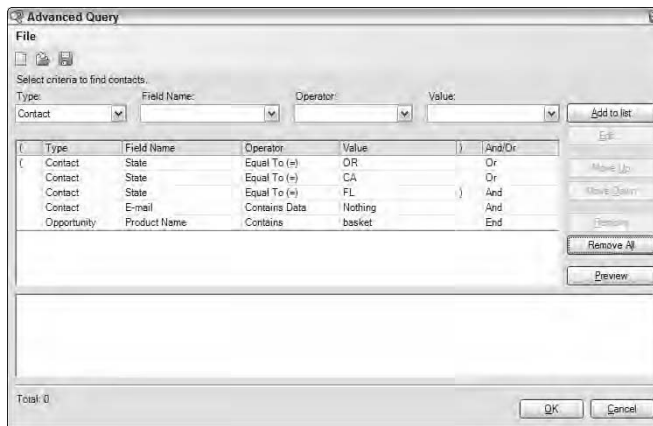 Advanced Query
File
Select criteria to find contacts.
Type: Field Name: Operator: Value:
Contact Add to list
Edit...
( Type Field Name Operator Value ) And/Or
( Contact State Equal To (=) OR Or
Contact State Equal To (=) CA Or
Contact State Equal To (=) FL ) And
Contact E-mail Contains Data Nothing And
Opportunity Product Name Contains basket End
Move Up
Move Down
Remove
Remove All
Preview
Total: 0
OK Cancel